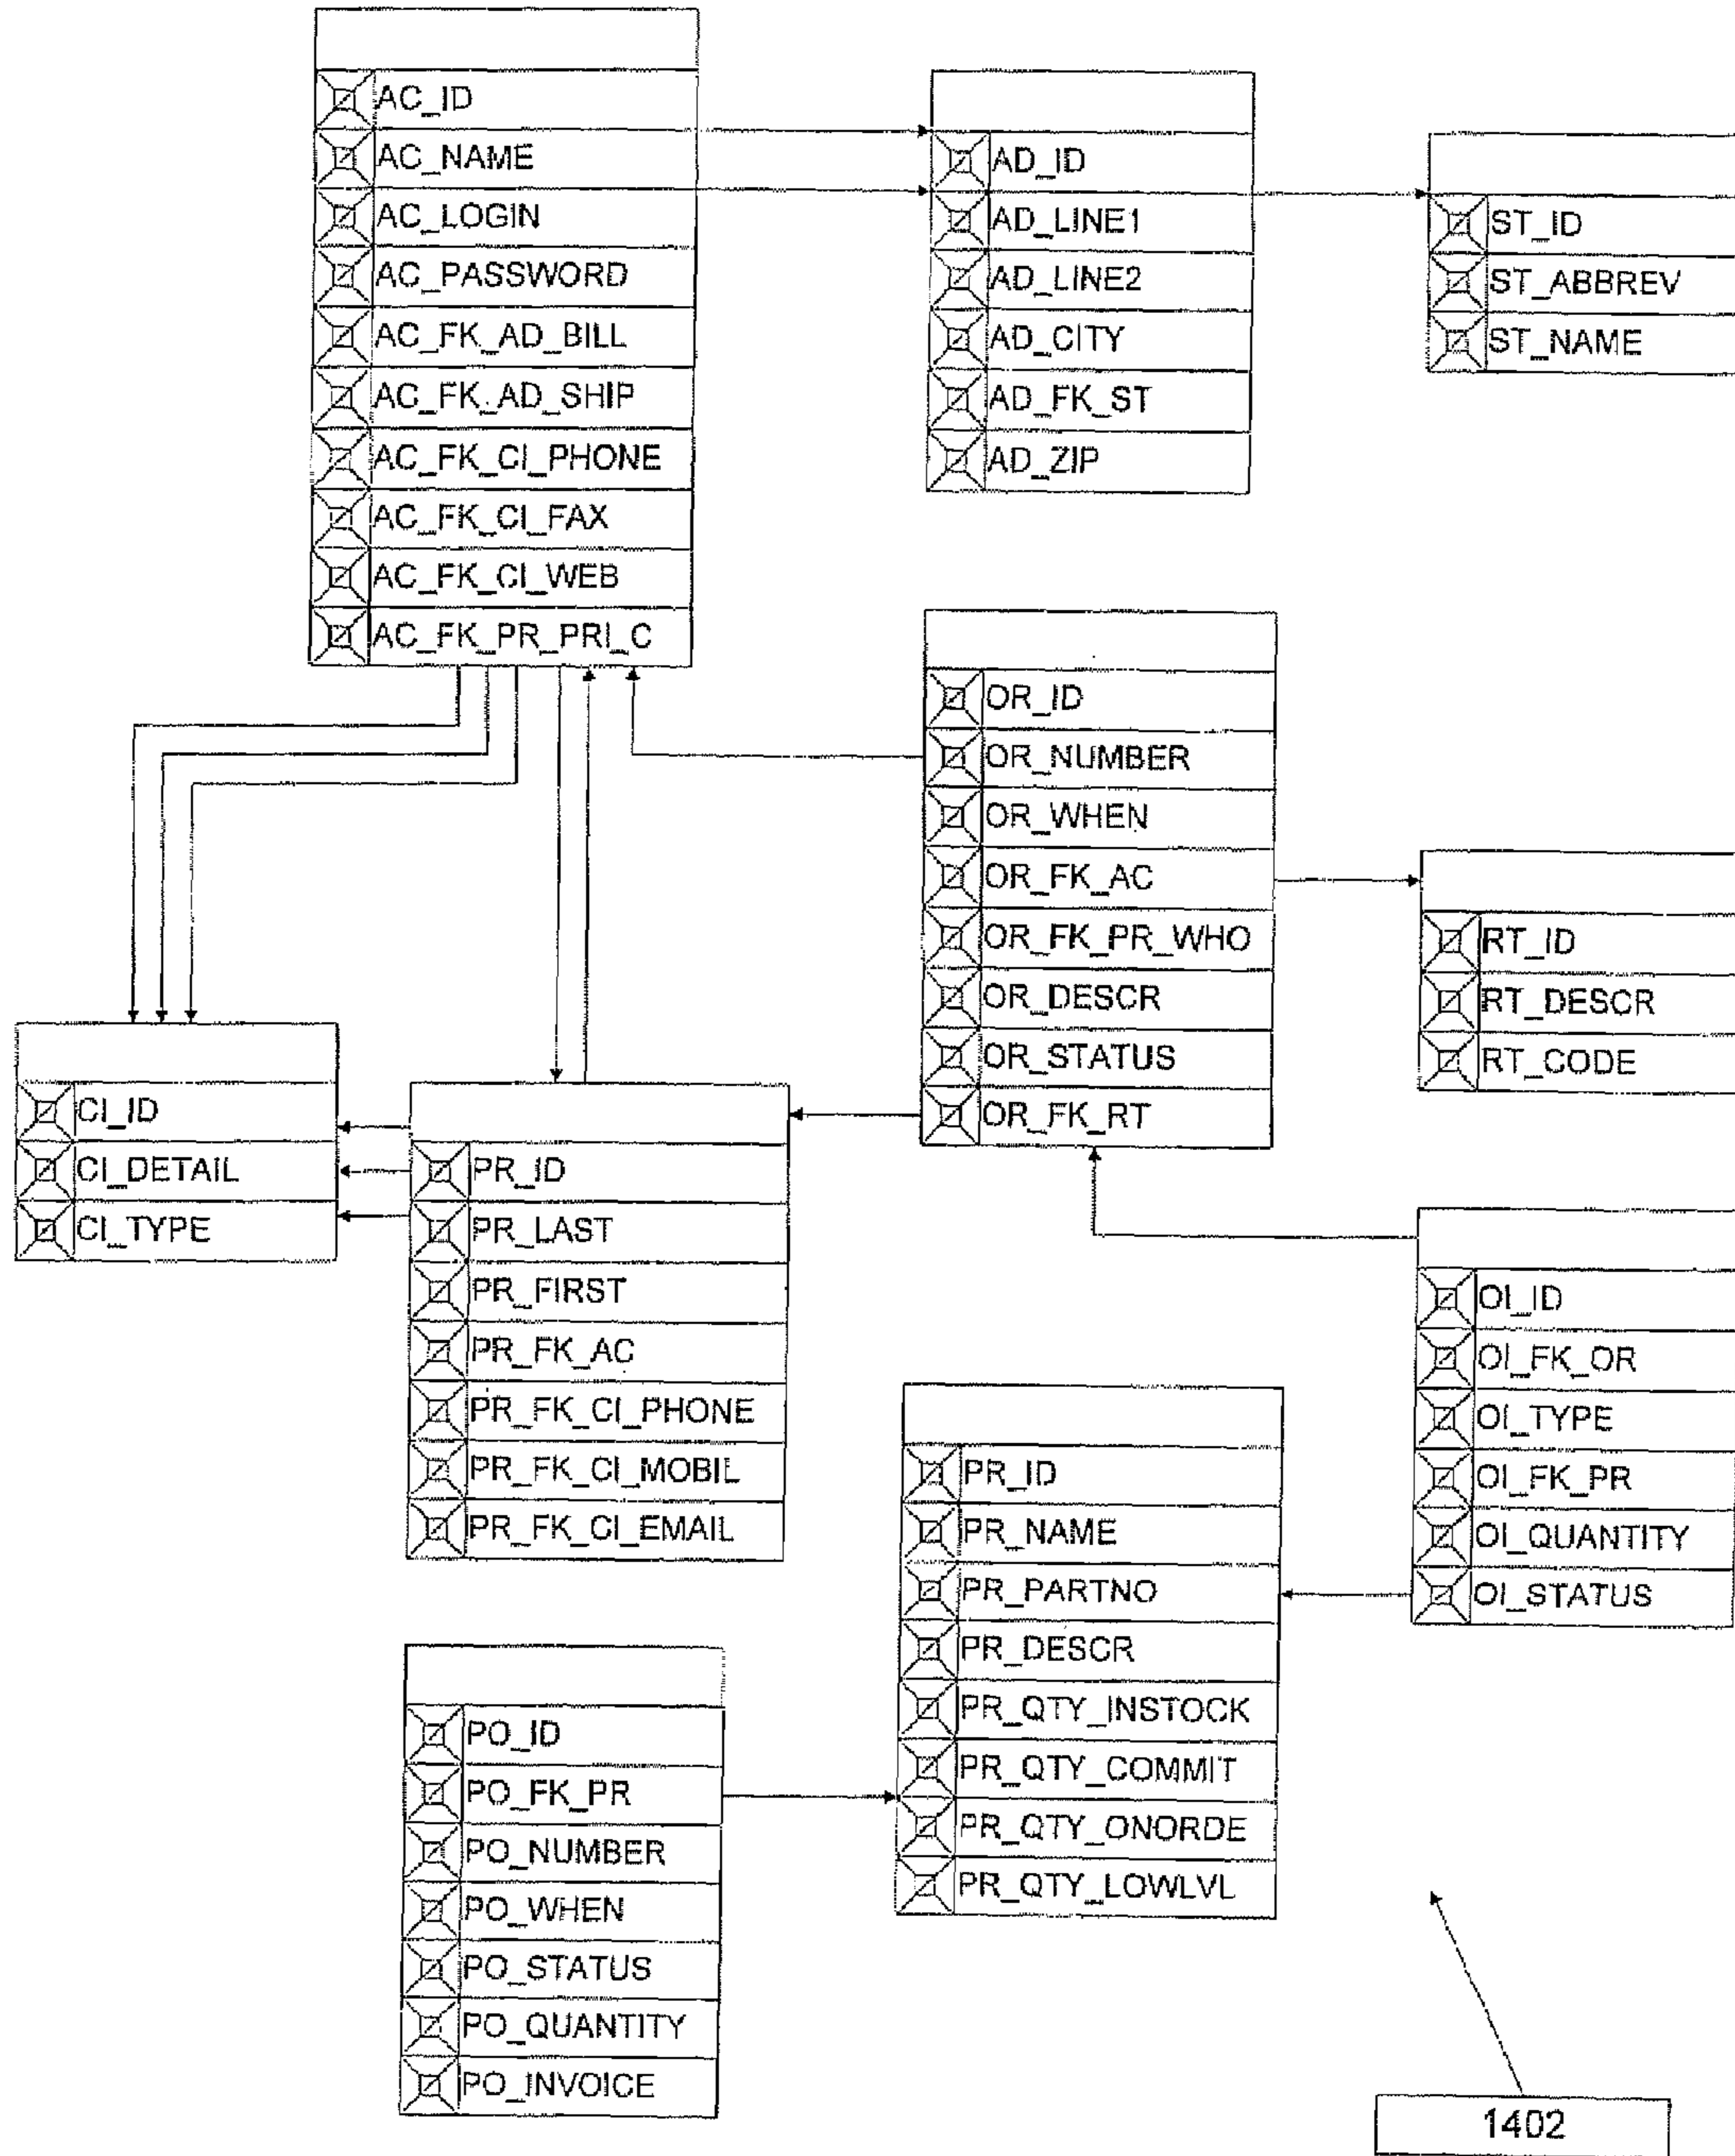 AC_ID
AC_NAME
AC_LOGIN
AC_PASSWORD
AC_FK_AD_BILL
AC_FK_AD_SHIP
AC_FK_CI_PHONE
AC_FK_CI_FAX
AC_FK_CI_WEB
AC_FK_PR_PRI_C
AD_ID
AD_LINE1
AD_LINE2
AD_CITY
AD_FK_ST
AD_ZIP
ST_ID
ST_ABBREV
ST_NAME
OR_ID
OR_NUMBER
OR_WHEN
OR_FK_AC
OR_FK_PR_WHO
OR_DESCR
OR_STATUS
OR_FK_RT
RT_ID
RT_DESCR
RT_CODE
CI_ID
CI_DETAIL
CI_TYPE
PR_ID
PR_LAST
PR_FIRST
PR_FK_AC
PR_FK_CI_PHONE
PR_FK_CI_MOBIL
PR_FK_CI_EMAIL
OI_ID
OI_FK_OR
OI_TYPE
OI_FK_PR
OI_QUANTITY
OI_STATUS
PR_ID
PR_NAME
PR_PARTNO
PR_DESCR
PR_QTY_INSTOCK
PR_QTY_COMMIT
PR_QTY_ONORDE
PR_QTY_LOWLVL
PO_ID
PO_FK_PR
PO_NUMBER
PO_WHEN
PO_STATUS
PO_QUANTITY
PO_INVOICE
1402